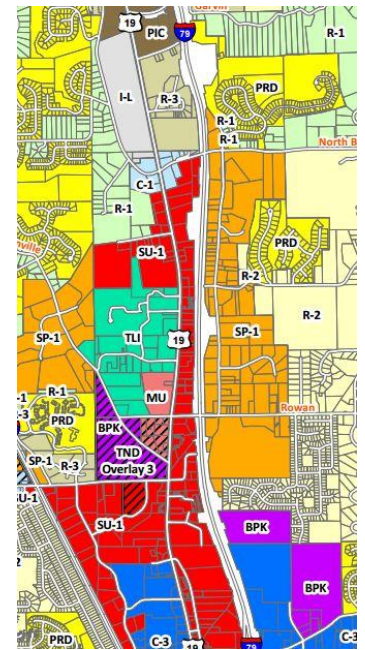 Garvin
19
PIC
79
R-1
I-L
R-3
PRD
R-1
R-1
North B
C-1
R-1
PRD
SU-1
R-2
R-2
SP-1
19
SP-1
TLI
MU
R-1
Rowan
PRD
BPK
TND
Overlay 3
SP-1
R-3
SU-1
SU-1
BPK
BPK
C-3
C-3
PRD
19
79